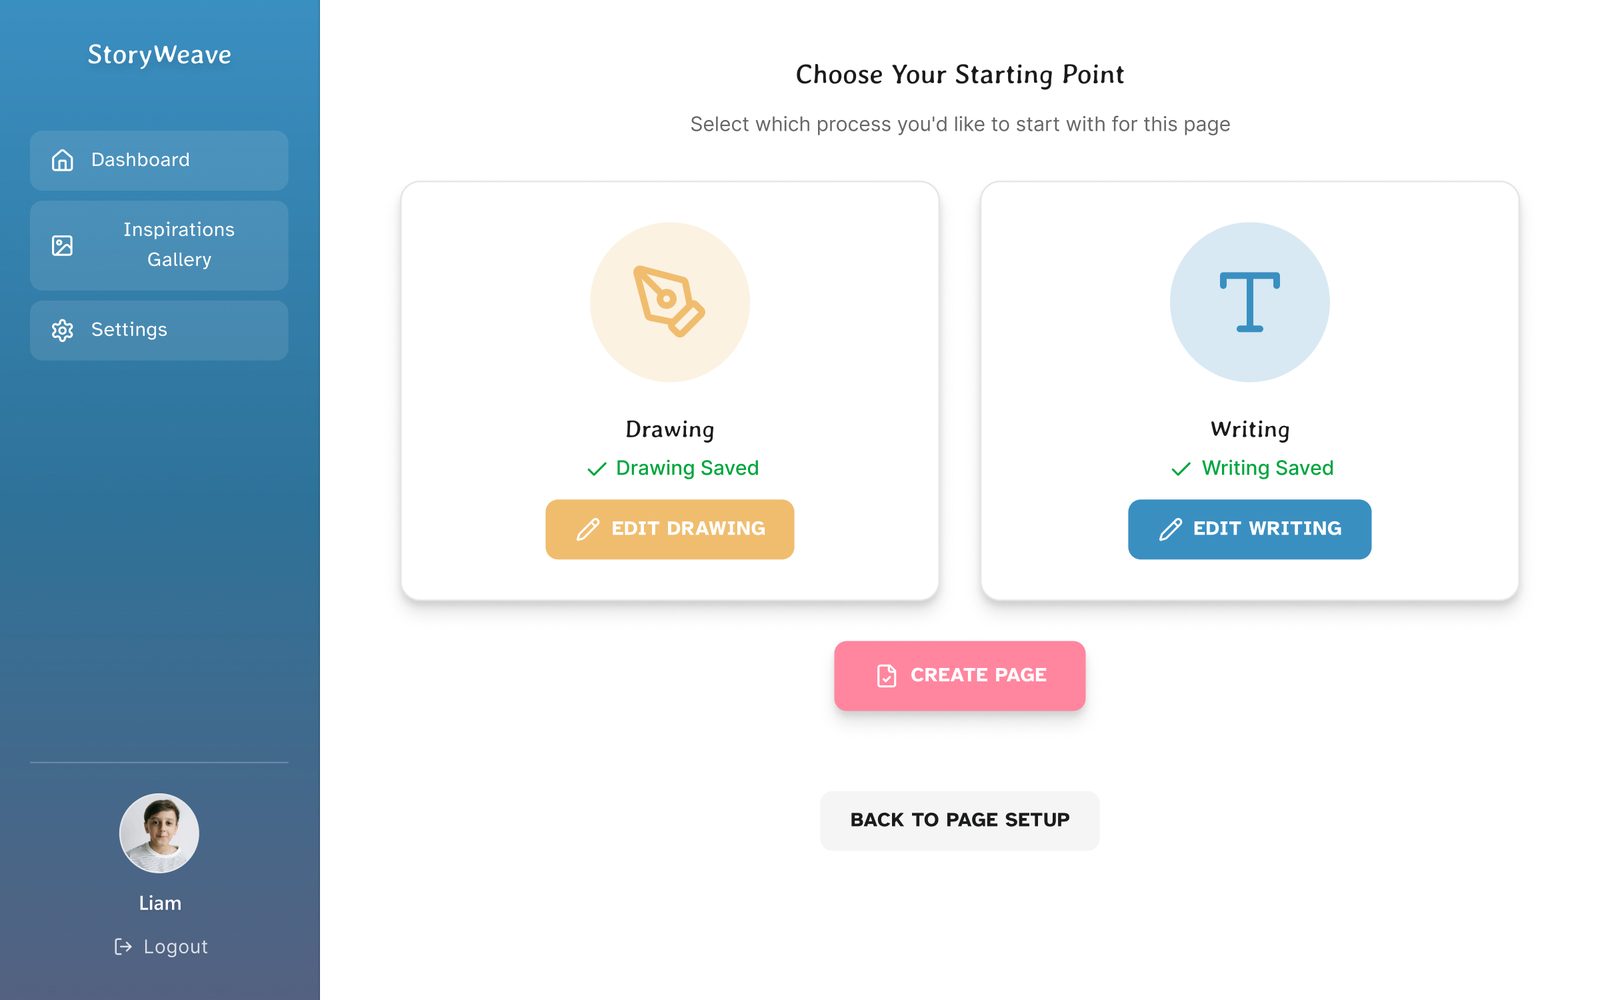 StoryWeave
Dashboard
Inspirations
Gallery
Settings
Liam
Logout
Choose Your Starting Point
Select which process you'd like to start with for this page
Drawing
Drawing Saved
EDIT DRAWING
Writing
Writing Saved
EDIT WRITING
CREATE PAGE
BACK TO PAGE SETUP